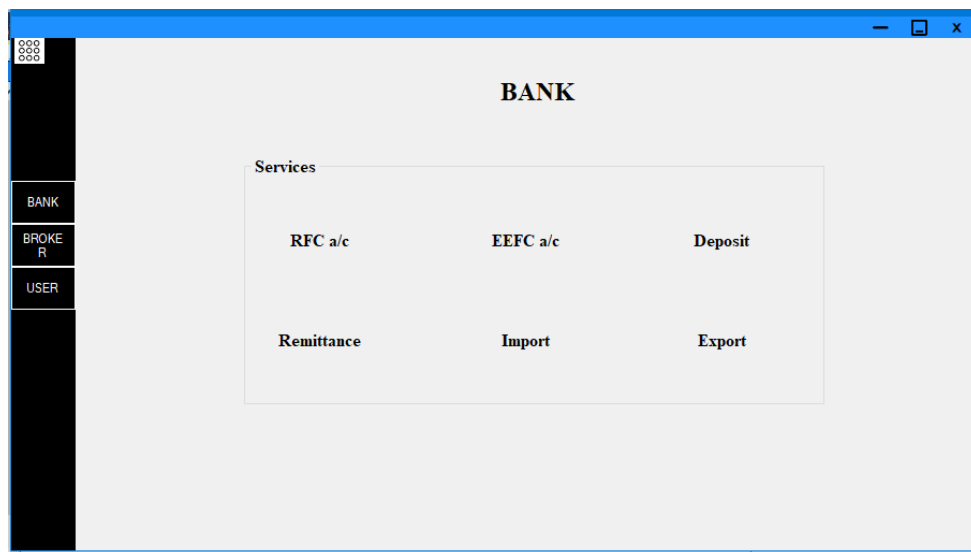 BANK
Services
BANK
RFC a/c EEFC a/c Deposit
BROKE
R
USER
Remittance Import Export